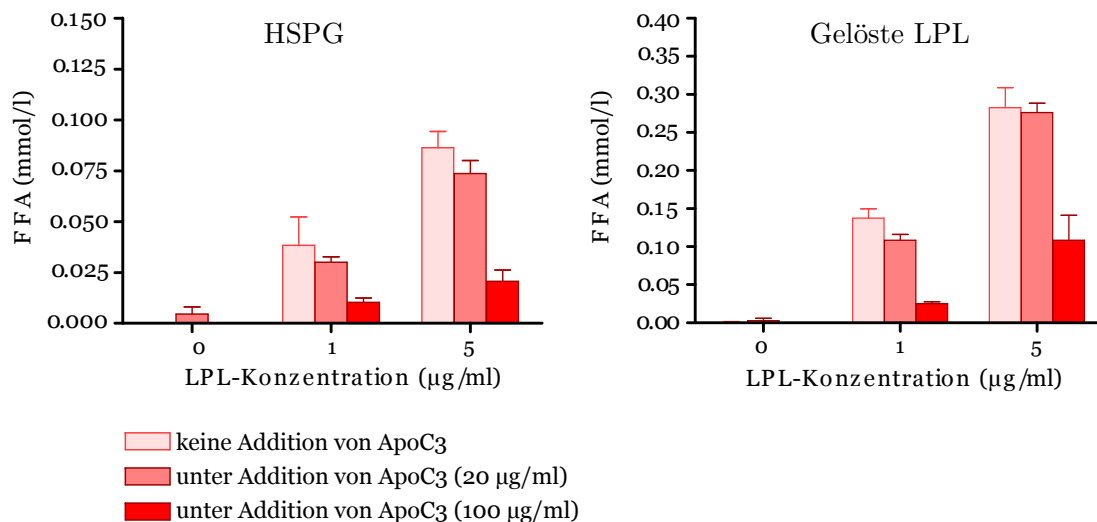 HSPG
FFA (mmol/l)
0.150
0.125
0.100
0.075
0.050
0.025
0.000
0 1 5
LPL-Konzentration (µg/ml)
Gelöste LPL
FFA (mmol/l)
0.40
0.35
0.30
0.25
0.20
0.15
0.10
0.05
0.00
0 1 5
LPL-Konzentration (µg/ml)
keine Addition von ApoC3
unter Addition von ApoC3 (20 µg/ml)
unter Addition von ApoC3 (100 µg/ml)